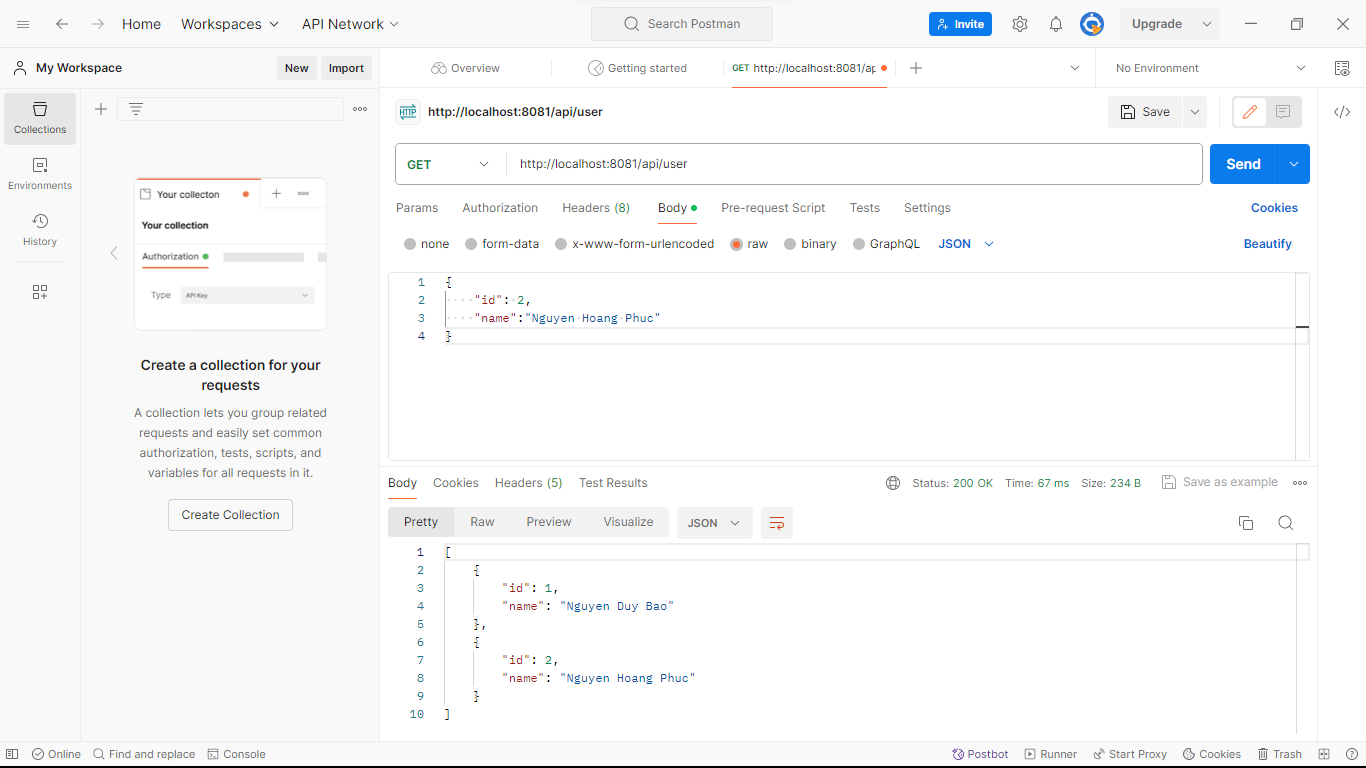 Home Workspaces API Network Search Postman Invite Upgrade
My Workspace New Import
Overview Getting started GET http://localhost:8081/ap No Environment
Collections
Environments
History
Your collecton
Your collection
Authorization
Type API Key
Create a collection for your
requests
A collection lets you group related
requests and easily set common
authorization, tests, scripts, and
variables for all requests in it.
Create Collection
HTTP http://localhost:8081/api/user Save
GET http://localhost:8081/api/user Send
Params Authorization Headers (8) Body Pre-request Script Tests Settings Cookies
none form-data x-www-form-urlencoded raw binary GraphQL JSON Beautify
1 {
2 "id": 2,
3 "name":"Nguyen Hoang Phuc"
4 }
Body Cookies Headers (5) Test Results Status: 200 OK Time: 67 ms Size: 234 B Save as example
Pretty Raw Preview Visualize JSON
1 [
2 {
3 "id": 1,
4 "name": "Nguyen Duy Bao"
5 },
6 {
7 "id": 2,
8 "name": "Nguyen Hoang Phuc"
9 }
10 ]
Online Find and replace Console Postbot Runner Start Proxy Cookies Trash